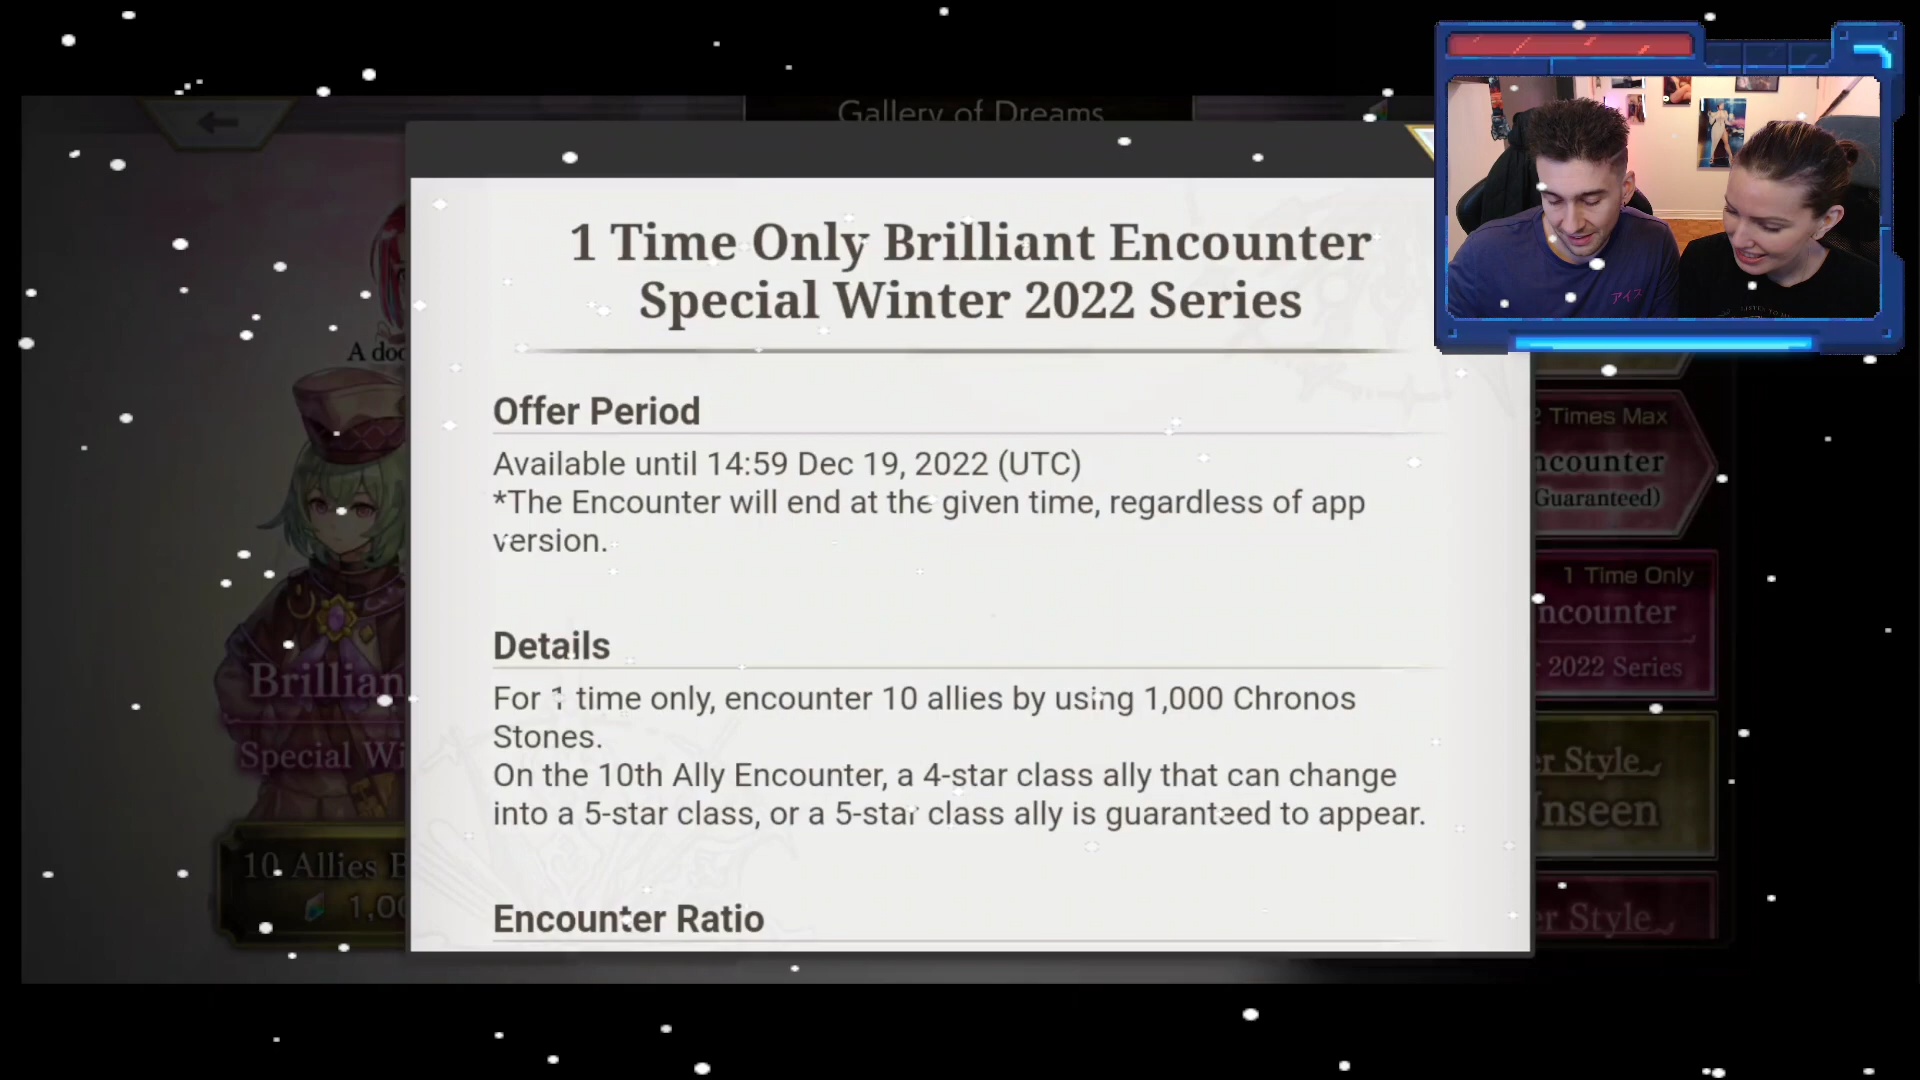 Gallery of Dreams
1 Time Only Brilliant Encounter
Special Winter 2022 Series
Offer Period
Available until 14:59 Dec 19, 2022 (UTC)
*The Encounter will end at the given time, regardless of app
version.
Details
For 1 time only, encounter 10 allies by using 1,000 Chronos
Stones.
On the 10th Ally Encounter, a 4-star class ally that can change
into a 5-star class, or a 5-star class ally is guaranteed to appear.
Encounter Ratio
A doc
Brillian
Special Wi
10 Allies E
1,00
2 Times Max
ncounter
Guaranteed)
1 Time Only
ncounter
2022 Series
er Style
nseen
er Style
アイス